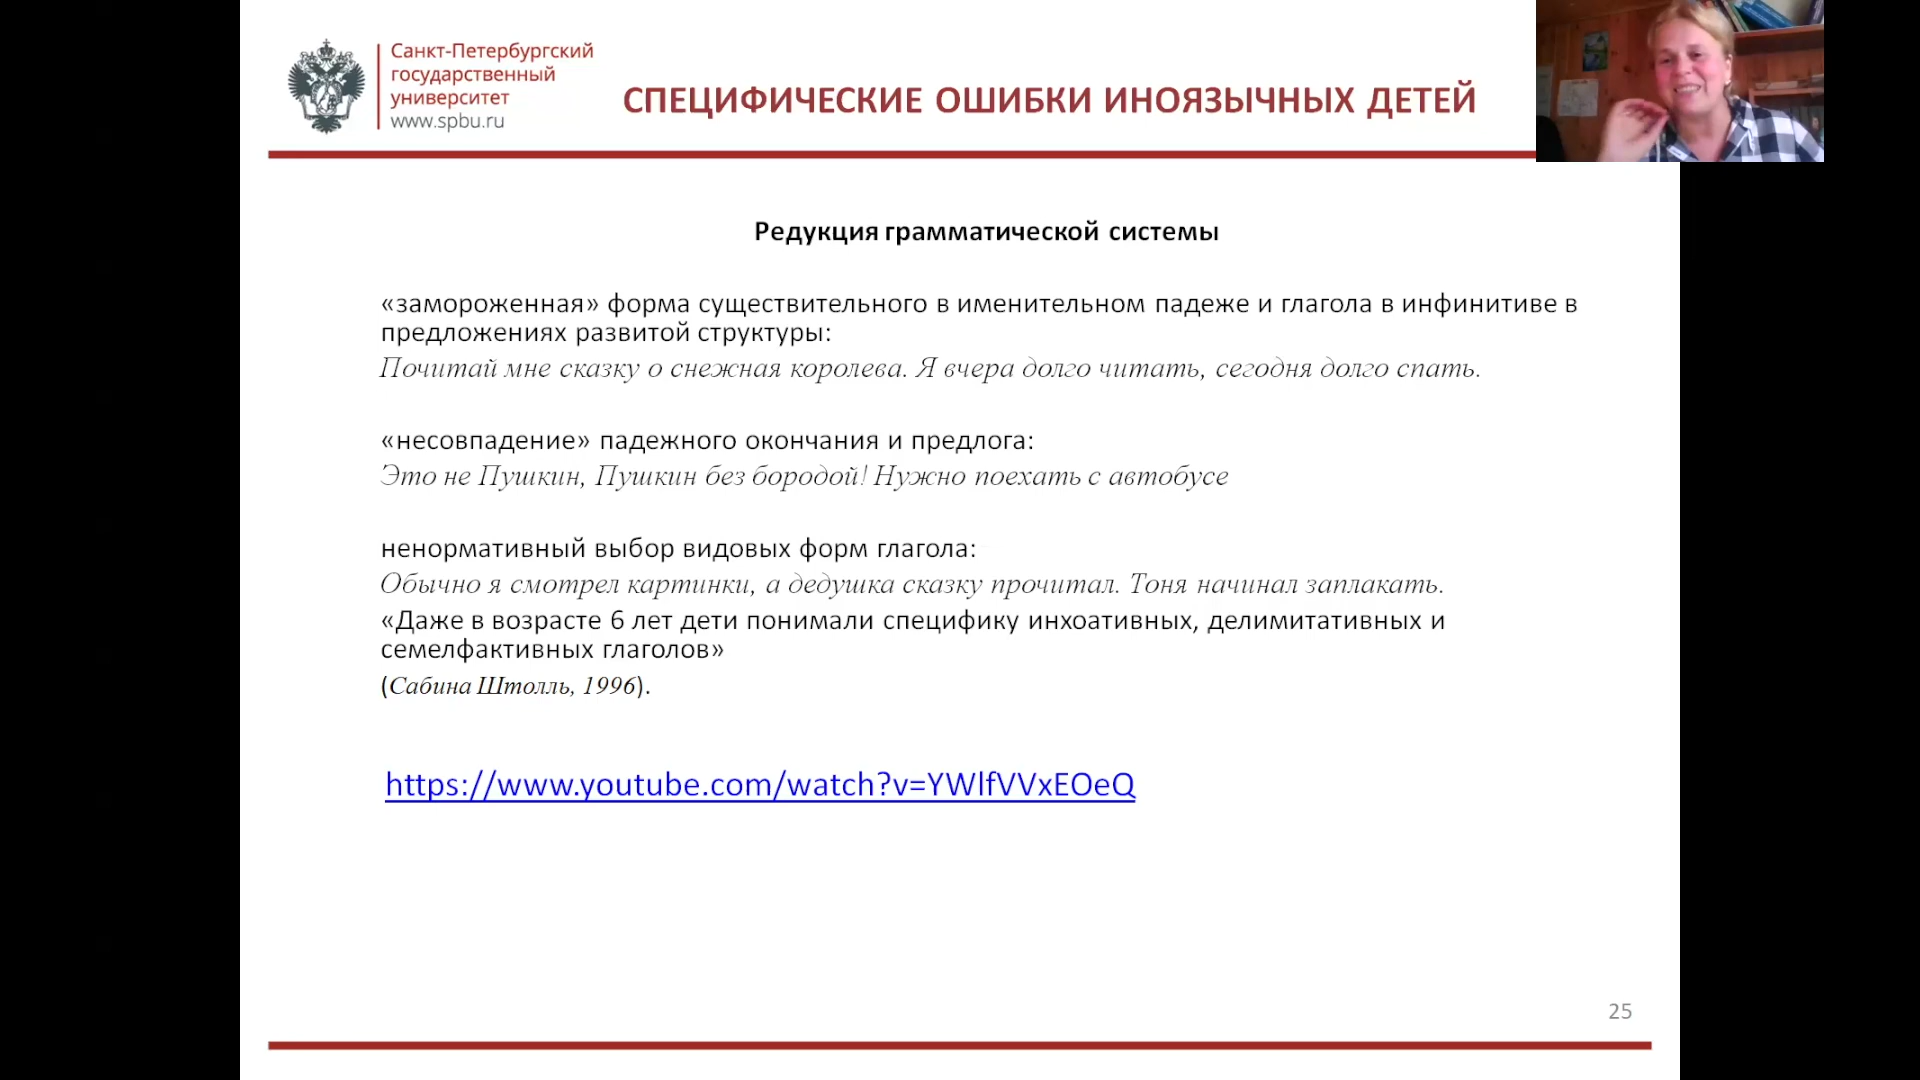 Санкт-Петербургский
государственный
университет
www.spbu.ru
СПЕЦИФИЧЕСКИЕ ОШИБКИ ИНОЯЗЫЧНЫХ ДЕТЕЙ
Редукция грамматической системы
«замороженная» форма существительного в именительном падеже и глагола в инфинитиве в
предложениях развитой структуры:
Почитай мне сказку о снежная королева. Я вчера долго читать, сегодня долго спать.
«несовпадение» падежного окончания и предлога:
Это не Пушкин, Пушкин без бородой! Нужно поехать с автобусе
ненормативный выбор видовых форм глагола:
Обычно я смотрел картинки, а дедушка сказку прочитал. Тоня начинал заплакать.
«Даже в возрасте 6 лет дети понимали специфику инхоативных, делимитативных и
семелфактивных глаголов»
(Сабина Штолль, 1996).
https://www.youtube.com/watch?v=YWlfVVxEOeQ
25